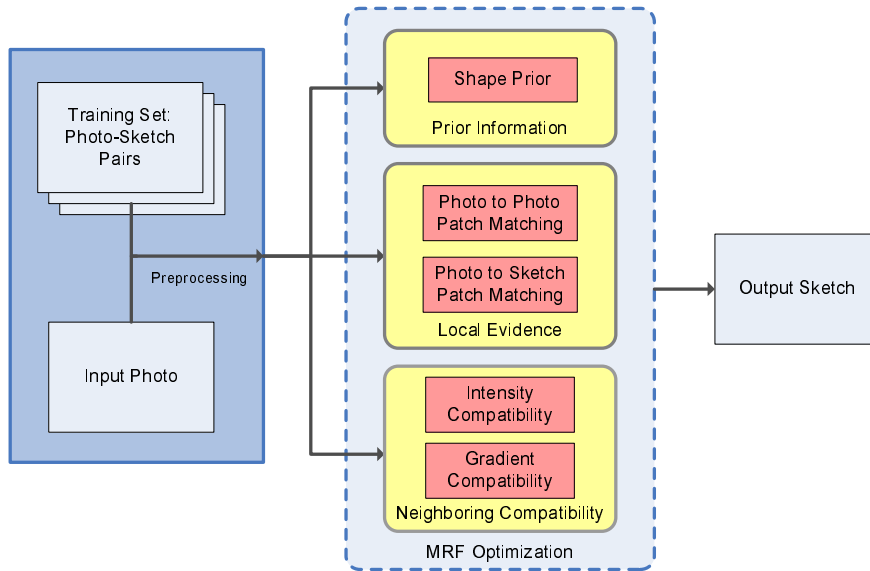 Training Set:
Photo-Sketch
Pairs
Preprocessing
Input Photo
Shape Prior
Prior Information
Photo to Photo
Patch Matching
Photo to Sketch
Patch Matching
Local Evidence
Intensity
Compatibility
Gradient
Compatibility
Neighboring Compatibility
MRF Optimization
Output Sketch